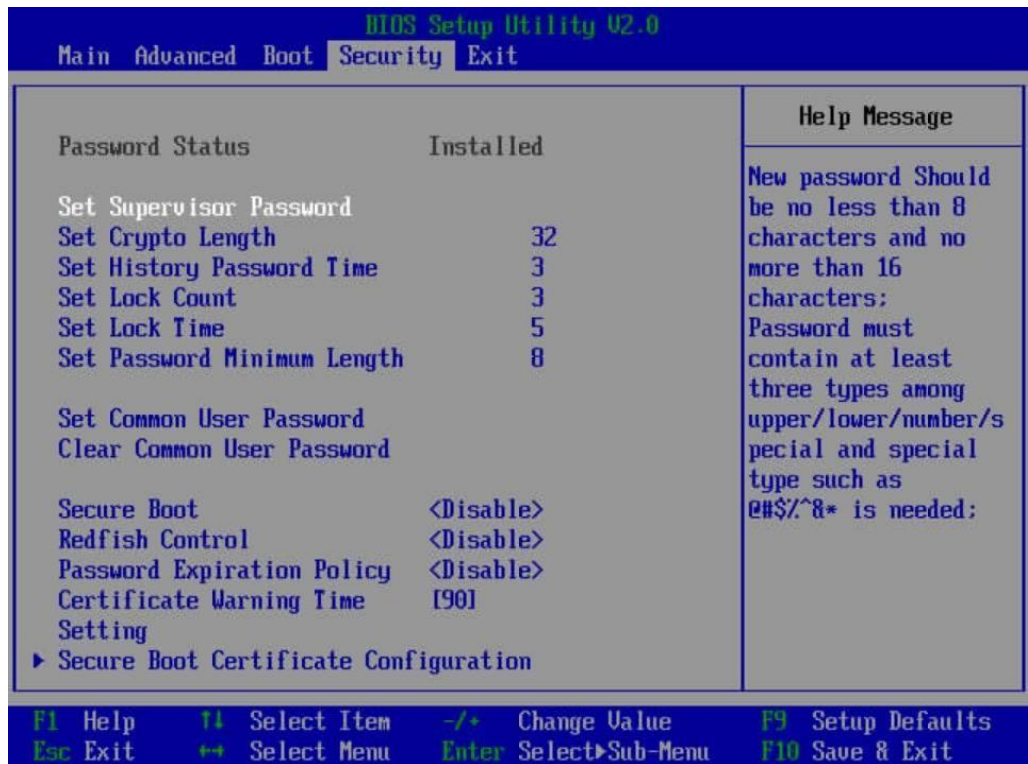 BIOS Setup Utility V2.0
Main Advanced Boot Security Exit
Password Status Installed
Set Supervisor Password
Set Crypto Length 32
Set History Password Time 3
Set Lock Count 3
Set Lock Time 5
Set Password Minimum Length 8
Set Common User Password
Clear Common User Password
Secure Boot <Disable>
Redfish Control <Disable>
Password Expiration Policy <Disable>
Certificate Warning Time [90]
Setting
▶ Secure Boot Certificate Configuration
Help Message
New password Should
be no less than 8
characters and no
more than 16
characters;
Password must
contain at least
three types among
upper/lower/number/s
pecial and special
type such as
@#$%^&* is needed;
F1 Help ↑↓ Select Item -/+ Change Value F9 Setup Defaults
Esc Exit ←→ Select Menu Enter Select▶Sub-Menu F10 Save & Exit